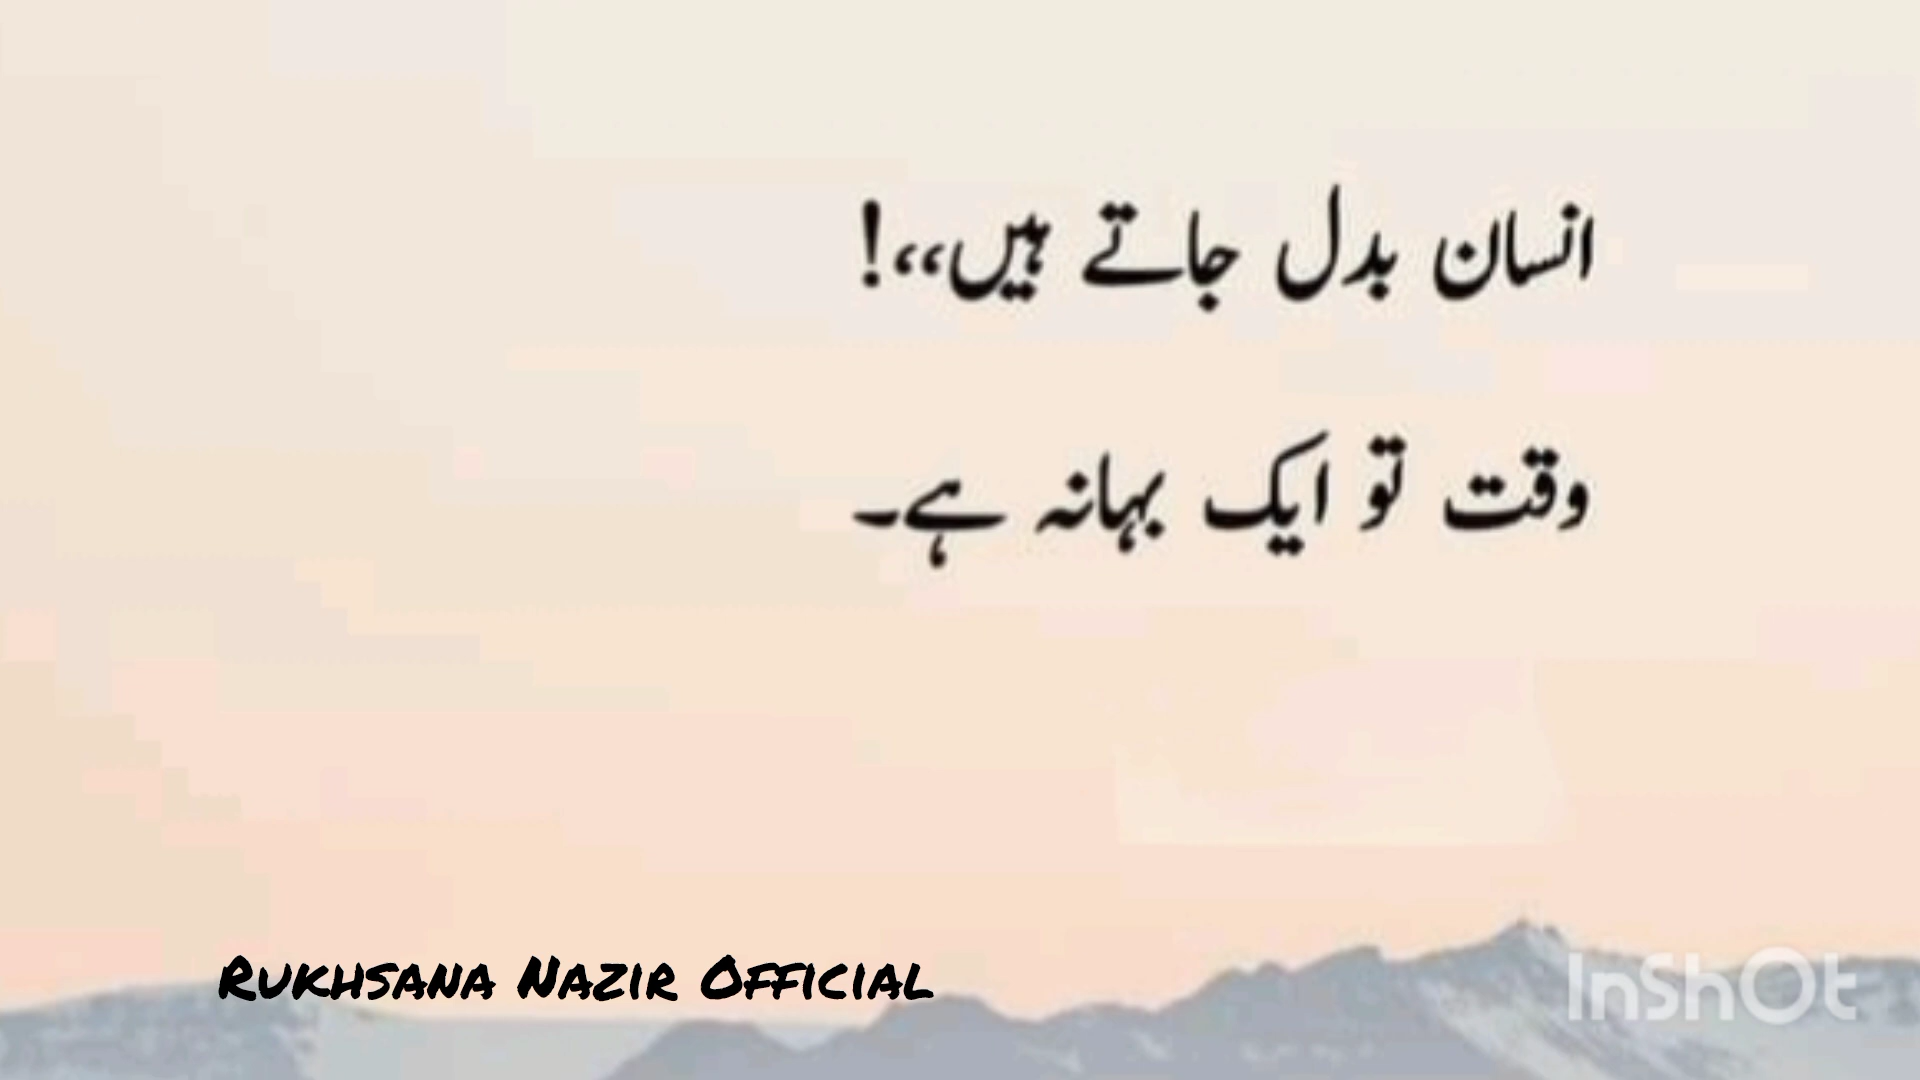 انسان بدل جاتے ہیں،،!
وقت تو ایک بہانہ ہے۔
Rukhsana Nazir Official
InShOt